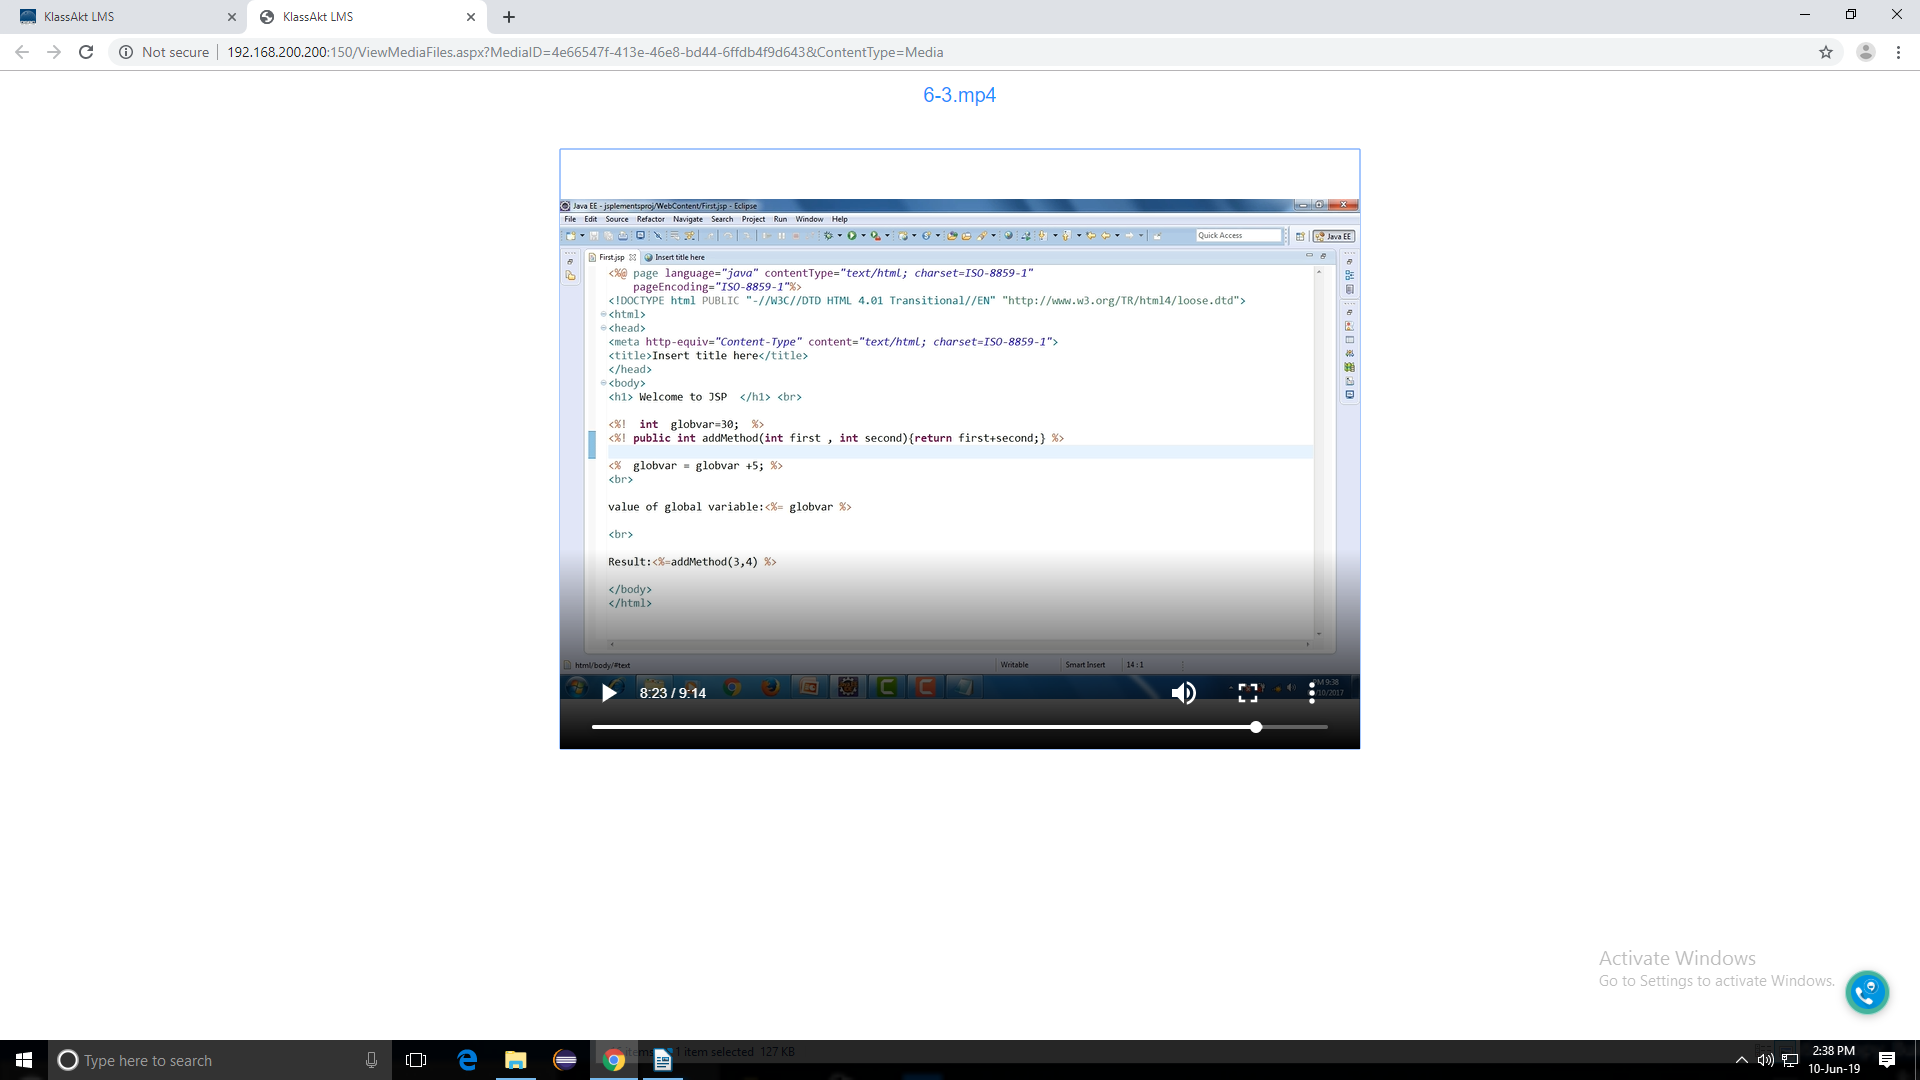 KlassAkt LMS
KlassAkt LMS
Not secure
192.168.200.200:150/ViewMediaFiles.aspx?MediaID=4e66547f-413e-46e8-bd44-6ffdb4f9d643&ContentType=Media
6-3.mp4
Java EE - jsplementsproj/WebContent/First.jsp - Eclipse
File Edit Source Refactor Navigate Search Project Run Window Help
Quick Access
Java EE
First.jsp
Insert title here
<%@ page language="java" contentType="text/html; charset=ISO-8859-1"
pageEncoding="ISO-8859-1"%>
<!DOCTYPE html PUBLIC "-//W3C//DTD HTML 4.01 Transitional//EN" "http://www.w3.org/TR/html4/loose.dtd">
<html>
<head>
<meta http-equiv="Content-Type" content="text/html; charset=ISO-8859-1">
<title>Insert title here</title>
</head>
<body>
<h1> Welcome to JSP  </h1> <br>
<%!  int  globvar=30;  %>
<%! public int addMethod(int first , int second){return first+second;} %>
<%  globvar = globvar +5; %>
<br>
value of global variable:<%= globvar %>
<br>
Result:<%=addMethod(3,4) %>
</body>
</html>
html/body/#text
Writable
Smart Insert
14 : 1
8:23 / 9:14
PM 9:38
/10/2017
Activate Windows
Go to Settings to activate Windows.
Type here to search
1 item selected  127 KB
2:38 PM
10-Jun-19